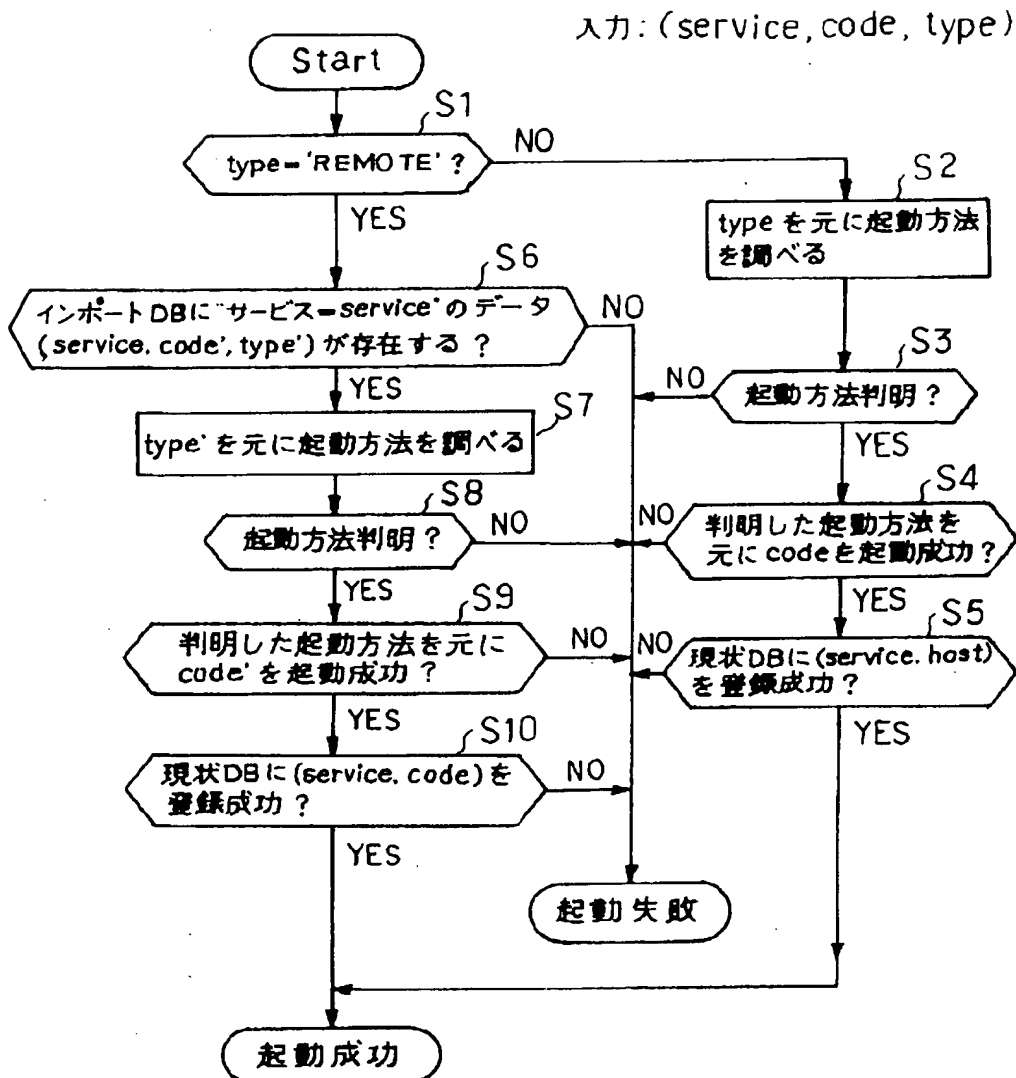 入力:(service,code, type)
Start
S1
type='REMOTE'?
NO
YES
S2
typeを元に起動方法
を調べる
S6
インポートDBに"サービス=service"のデータ
(service. code', type')が存在する?
NO
YES
S3
起動方法判明?
NO
YES
S7
type'を元に起動方法を調べる
S8
起動方法判明?
NO
YES
S4
判明した起動方法を
元にcodeを起動成功?
NO
YES
S9
判明した起動方法を元に
code'を起動成功?
NO
YES
S5
現状DBに(service. host)
を登録成功?
NO
YES
S10
現状DBに(service. code)を
登録成功?
NO
YES
起動失敗
起動成功